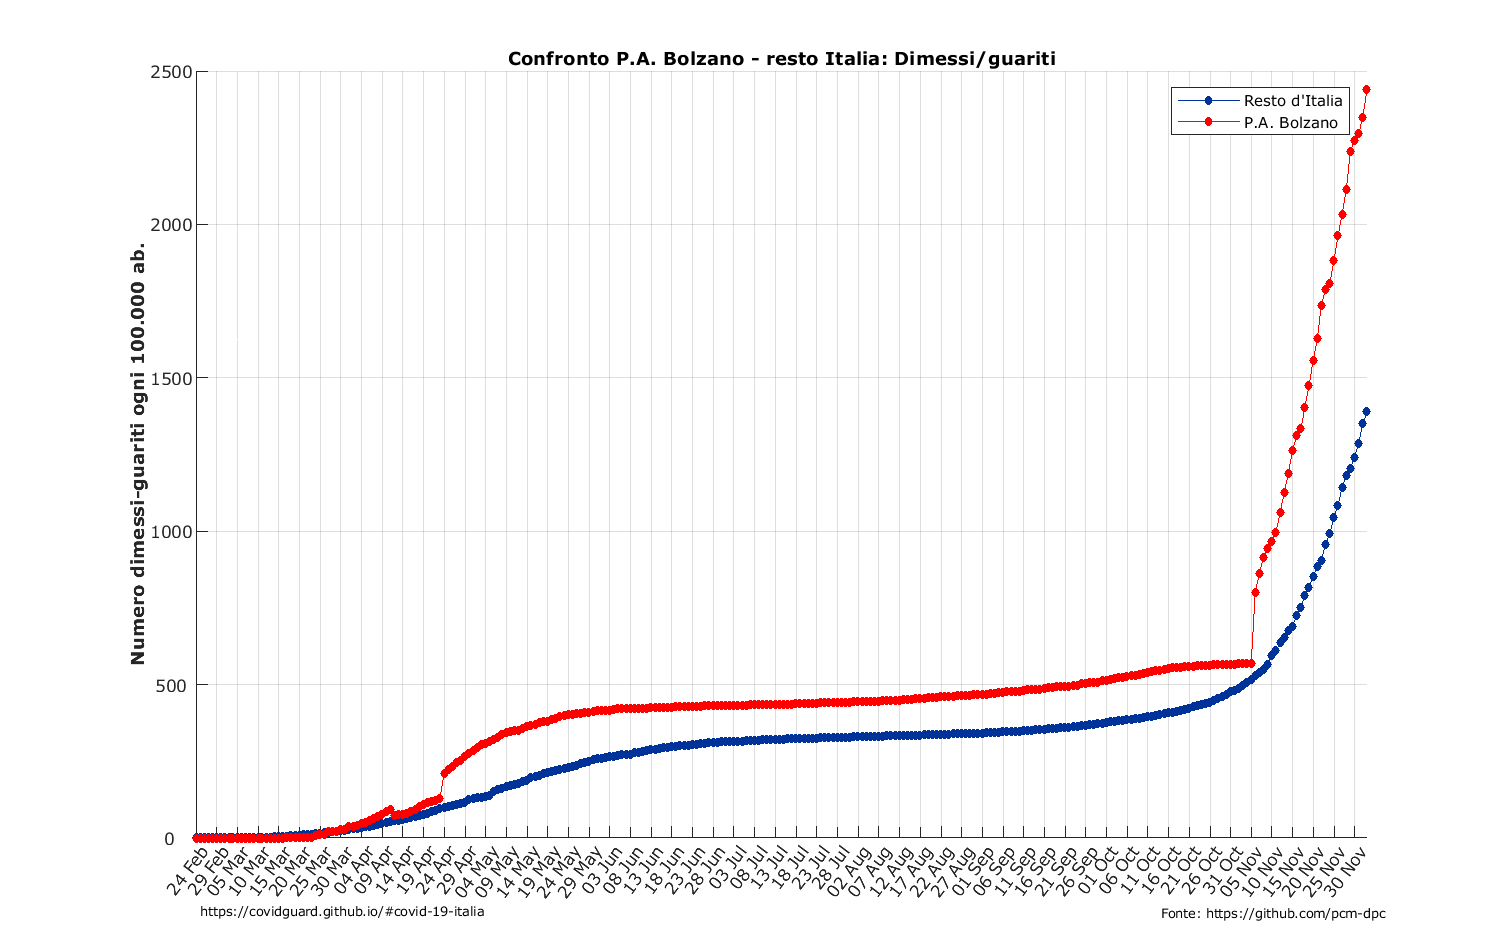 Confronto P.A. Bolzano - resto Italia: Dimessi/guariti
Resto d'Italia
P.A. Bolzano
Numero dimessi-guariti ogni 100.000 ab.
2500
2000
1500
1000
500
0
24 Feb
29 Feb
05 Mar
10 Mar
15 Mar
20 Mar
25 Mar
30 Mar
04 Apr
09 Apr
14 Apr
19 Apr
24 Apr
29 Apr
04 May
09 May
14 May
19 May
24 May
29 May
03 Jun
08 Jun
13 Jun
18 Jun
23 Jun
28 Jun
03 Jul
08 Jul
13 Jul
18 Jul
23 Jul
28 Jul
02 Aug
07 Aug
12 Aug
17 Aug
22 Aug
27 Aug
01 Sep
06 Sep
11 Sep
16 Sep
21 Sep
26 Sep
01 Oct
06 Oct
11 Oct
16 Oct
21 Oct
26 Oct
31 Oct
05 Nov
10 Nov
15 Nov
20 Nov
25 Nov
30 Nov
https://covidguard.github.io/#covid-19-italia
Fonte: https://github.com/pcm-dpc